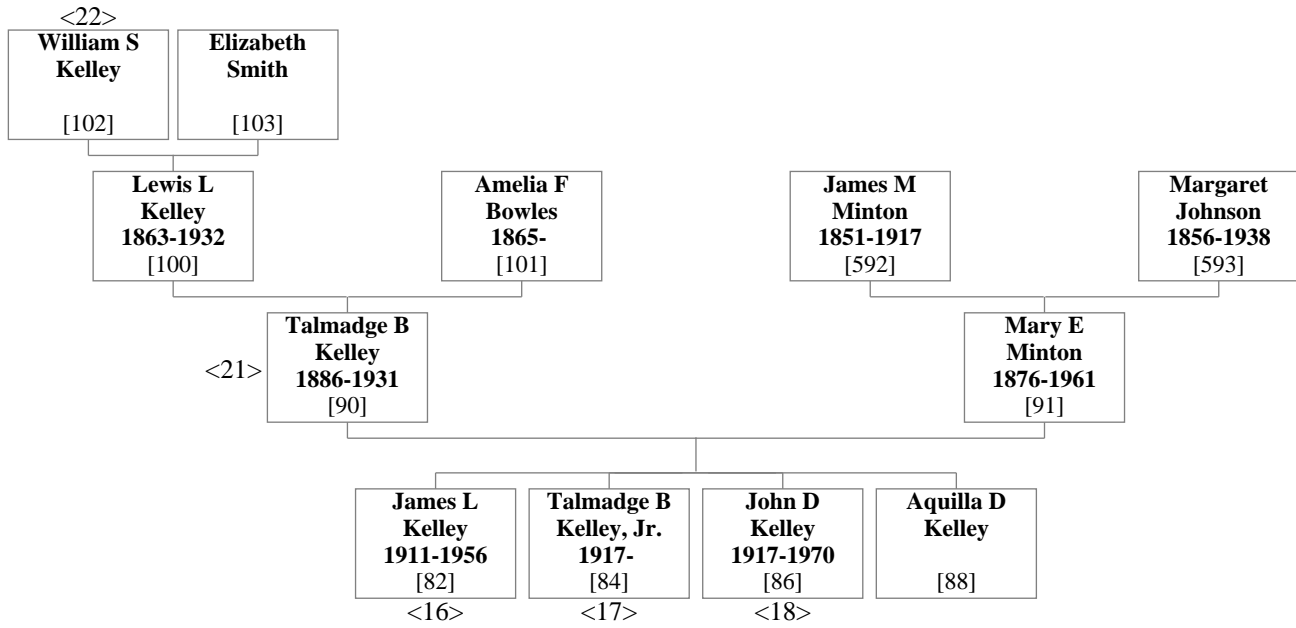 <22>
William S
Kelley
[102]
Elizabeth
Smith
[103]
Lewis L
Kelley
1863-1932
[100]
Amelia F
Bowles
1865-
[101]
James M
Minton
1851-1917
[592]
Margaret
Johnson
1856-1938
[593]
<21>
Talmadge B
Kelley
1886-1931
[90]
Mary E
Minton
1876-1961
[91]
James L
Kelley
1911-1956
[82]
<16>
Talmadge B
Kelley, Jr.
1917-
[84]
<17>
John D
Kelley
1917-1970
[86]
<18>
Aquilla D
Kelley
[88]